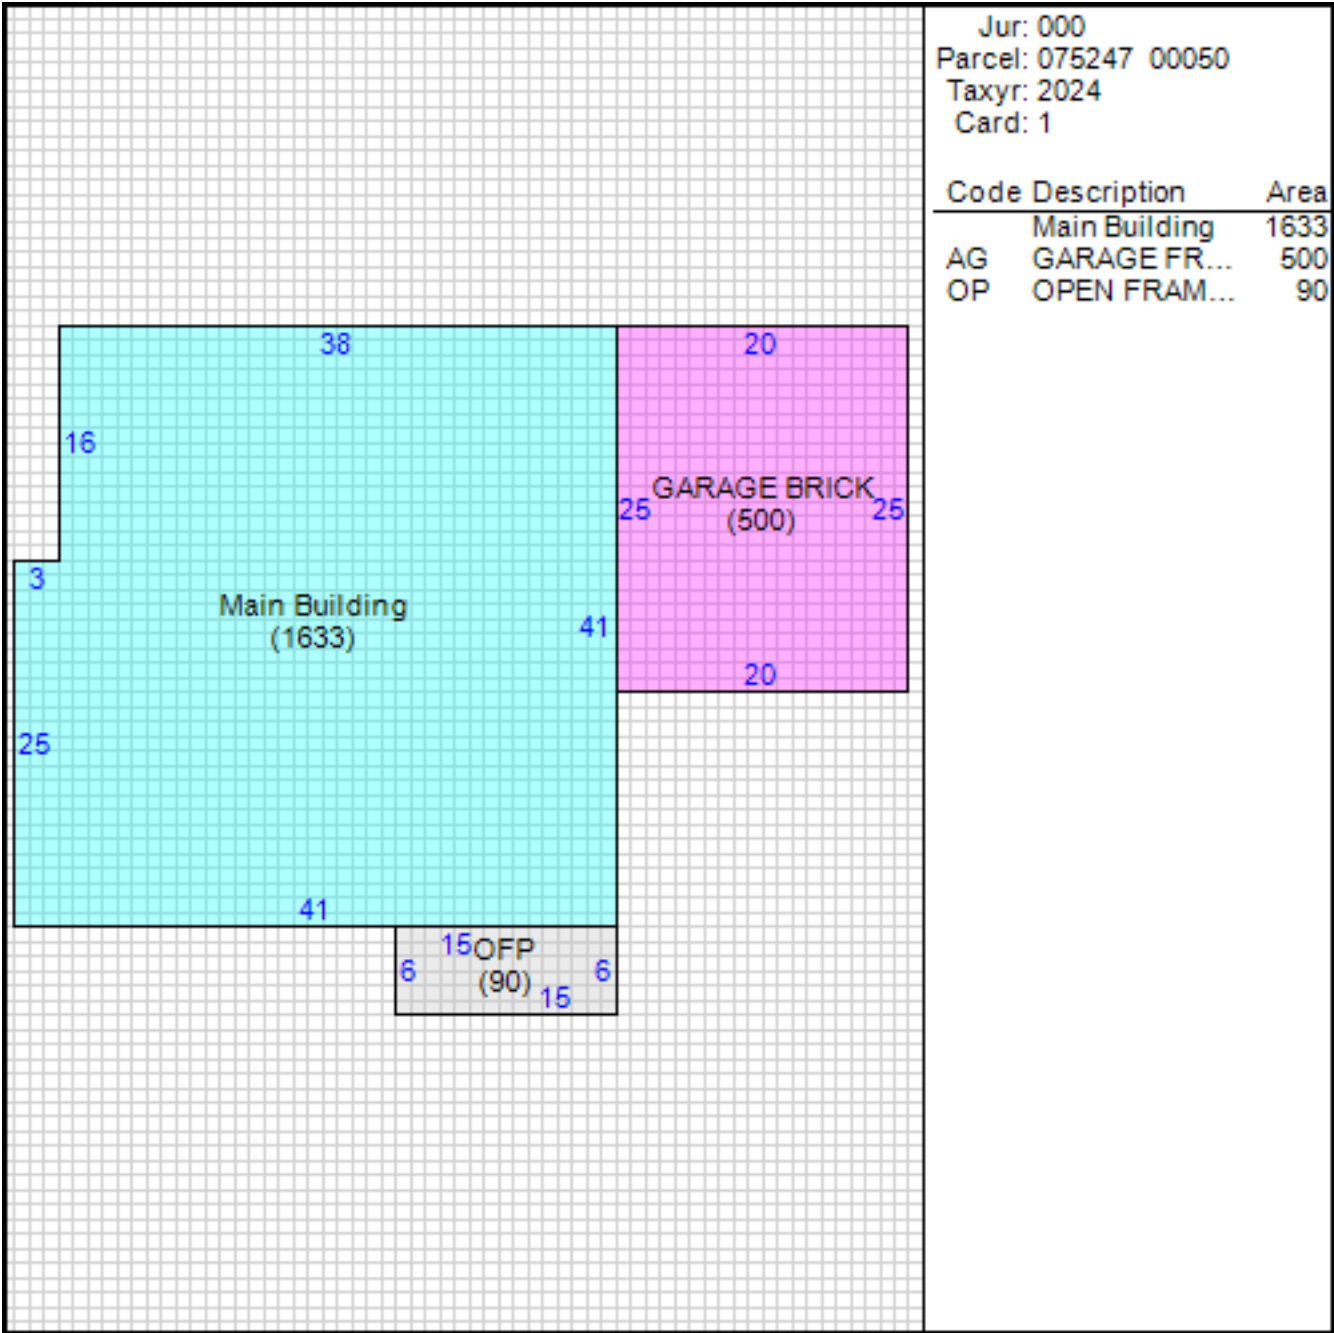 Jur: 000
Parcel: 075247 00050
Taxyr: 2024
Card: 1
Code Description Area
Main Building 1633
AG GARAGE FR... 500
OP OPEN FRAM... 90
38
20
16
GARAGE BRICK
25
25
(500)
3
Main Building
(1633)
41
20
25
41
15
OFP
6
(90)
6
15